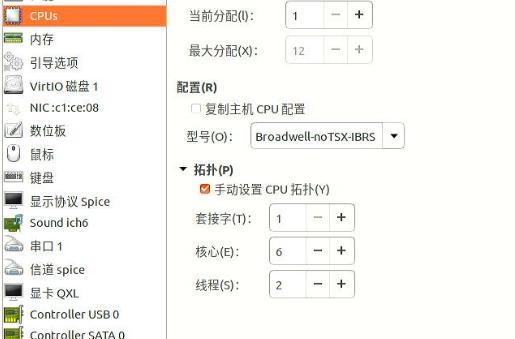 CPUs
内存
引导选项
VirtIO 磁盘 1
NIC :c1:ce:08
数位板
鼠标
键盘
显示协议 Spice
Sound ich6
串口 1
信道 spice
显卡 QXL
Controller USB 0
Controller SATA 0
当前分配(l): 1 − +
最大分配(X): 12 − +
配置(R)
复制主机 CPU 配置
型号(O): Broadwell-noTSX-IBRS
拓扑(P)
手动设置 CPU 拓扑(Y)
套接字(T): 1 − +
核心(E): 6 − +
线程(S): 2 − +